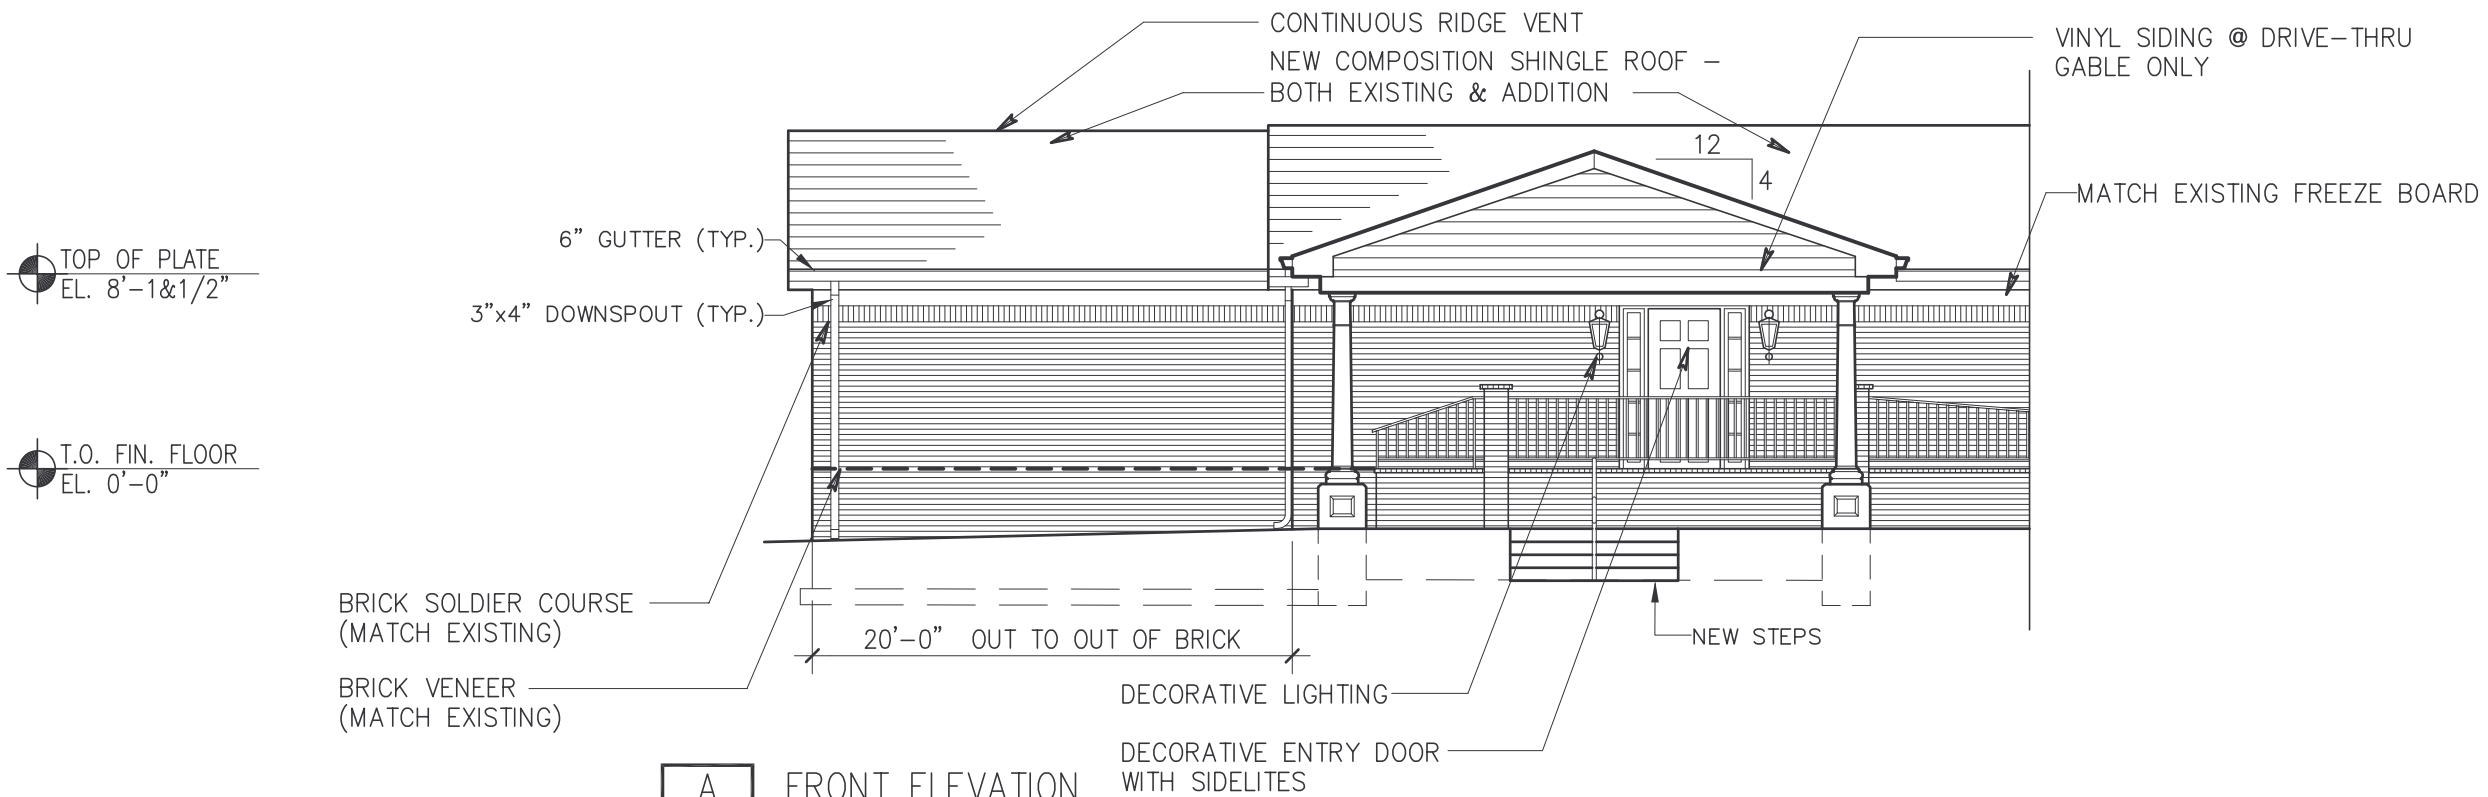 CONTINUOUS RIDGE VENT
NEW COMPOSITION SHINGLE ROOF –
BOTH EXISTING & ADDITION
VINYL SIDING @ DRIVE–THRU
GABLE ONLY
12
4
MATCH EXISTING FREEZE BOARD
6" GUTTER (TYP.)
TOP OF PLATE
EL. 8'–1&1/2"
3"x4" DOWNSPOUT (TYP.)
T.O. FIN. FLOOR
EL. 0'–0"
BRICK SOLDIER COURSE
(MATCH EXISTING)
20'–0" OUT TO OUT OF BRICK
NEW STEPS
BRICK VENEER
(MATCH EXISTING)
DECORATIVE LIGHTING
DECORATIVE ENTRY DOOR
WITH SIDELITES
A FRONT ELEVATION